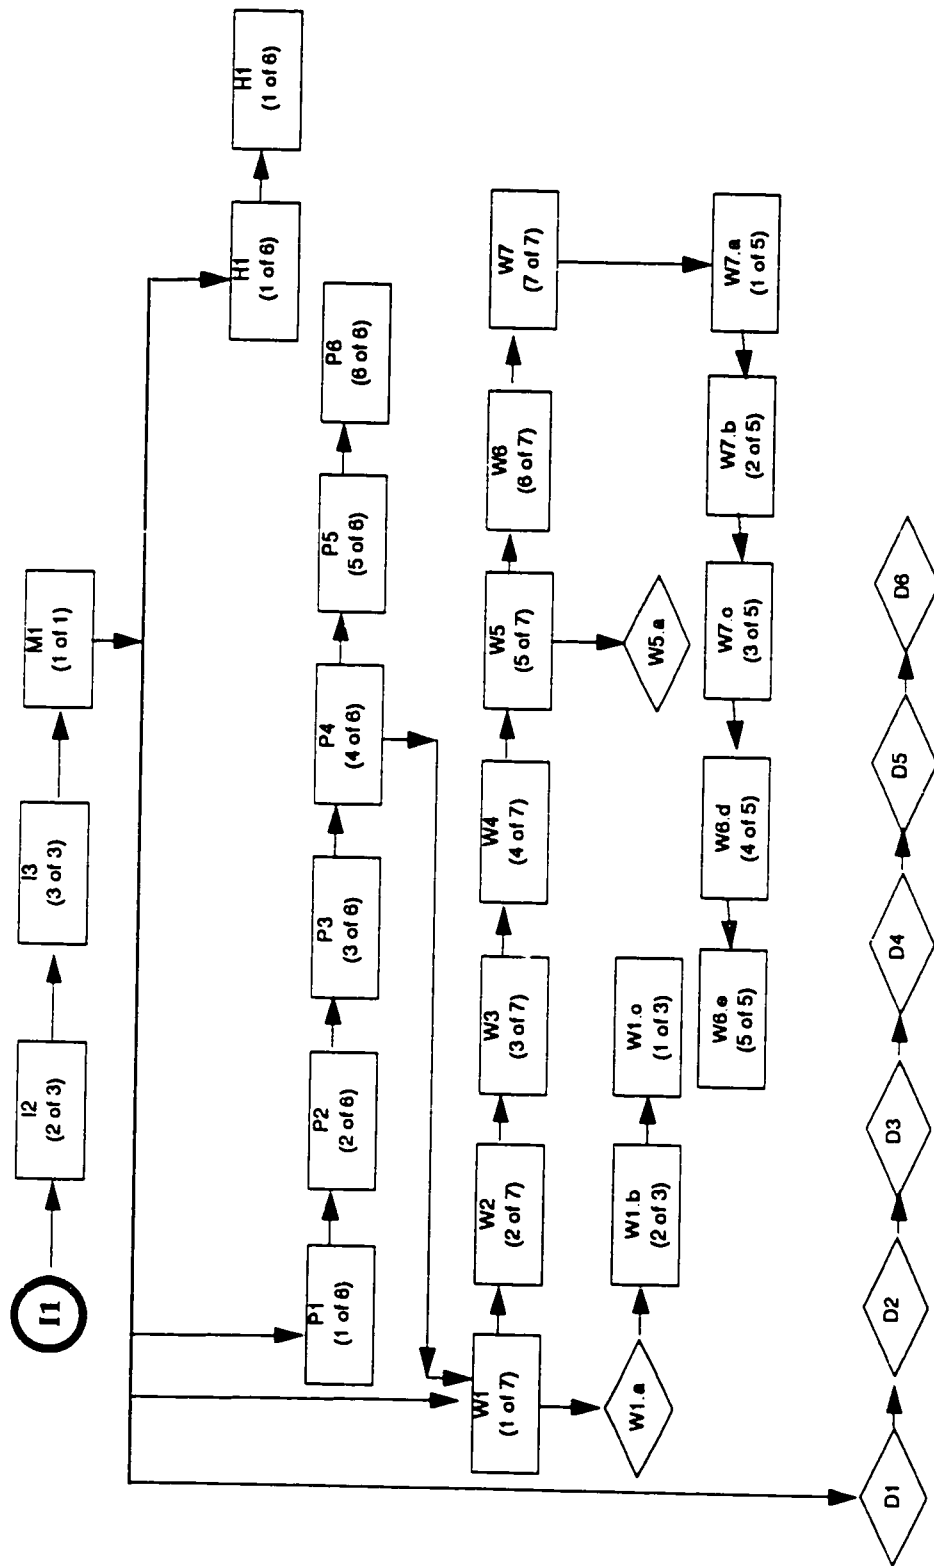 I1
I2
(2 of 3)
I3
(3 of 3)
M1
(1 of 1)
H1
(1 of 6)
H1
(1 of 6)
P1
(1 of 6)
P2
(2 of 6)
P3
(3 of 6)
P4
(4 of 6)
P5
(5 of 6)
P6
(6 of 6)
W1
(1 of 7)
W2
(2 of 7)
W3
(3 of 7)
W4
(4 of 7)
W5
(5 of 7)
W6
(6 of 7)
W7
(7 of 7)
W1.a
W1.b
(2 of 3)
W1.c
(1 of 3)
W5.a
W7.a
(1 of 5)
W7.b
(2 of 5)
W7.c
(3 of 5)
W6.d
(4 of 5)
W6.e
(5 of 5)
D1
D2
D3
D4
D5
D6